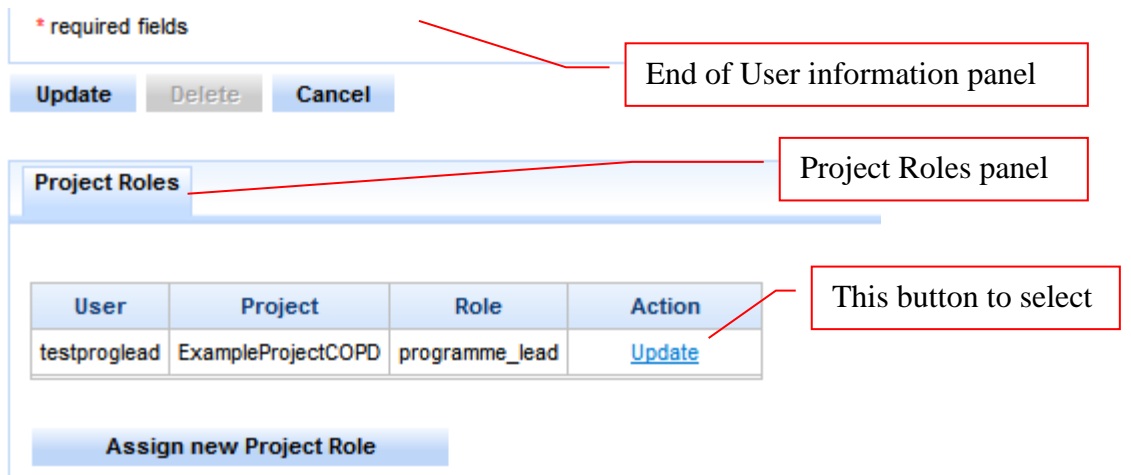 * required fields
End of User information panel
Update Delete Cancel
Project Roles panel
Project Roles
This button to select
User Project Role Action
testproglead ExampleProjectCOPD programme_lead Update
Assign new Project Role